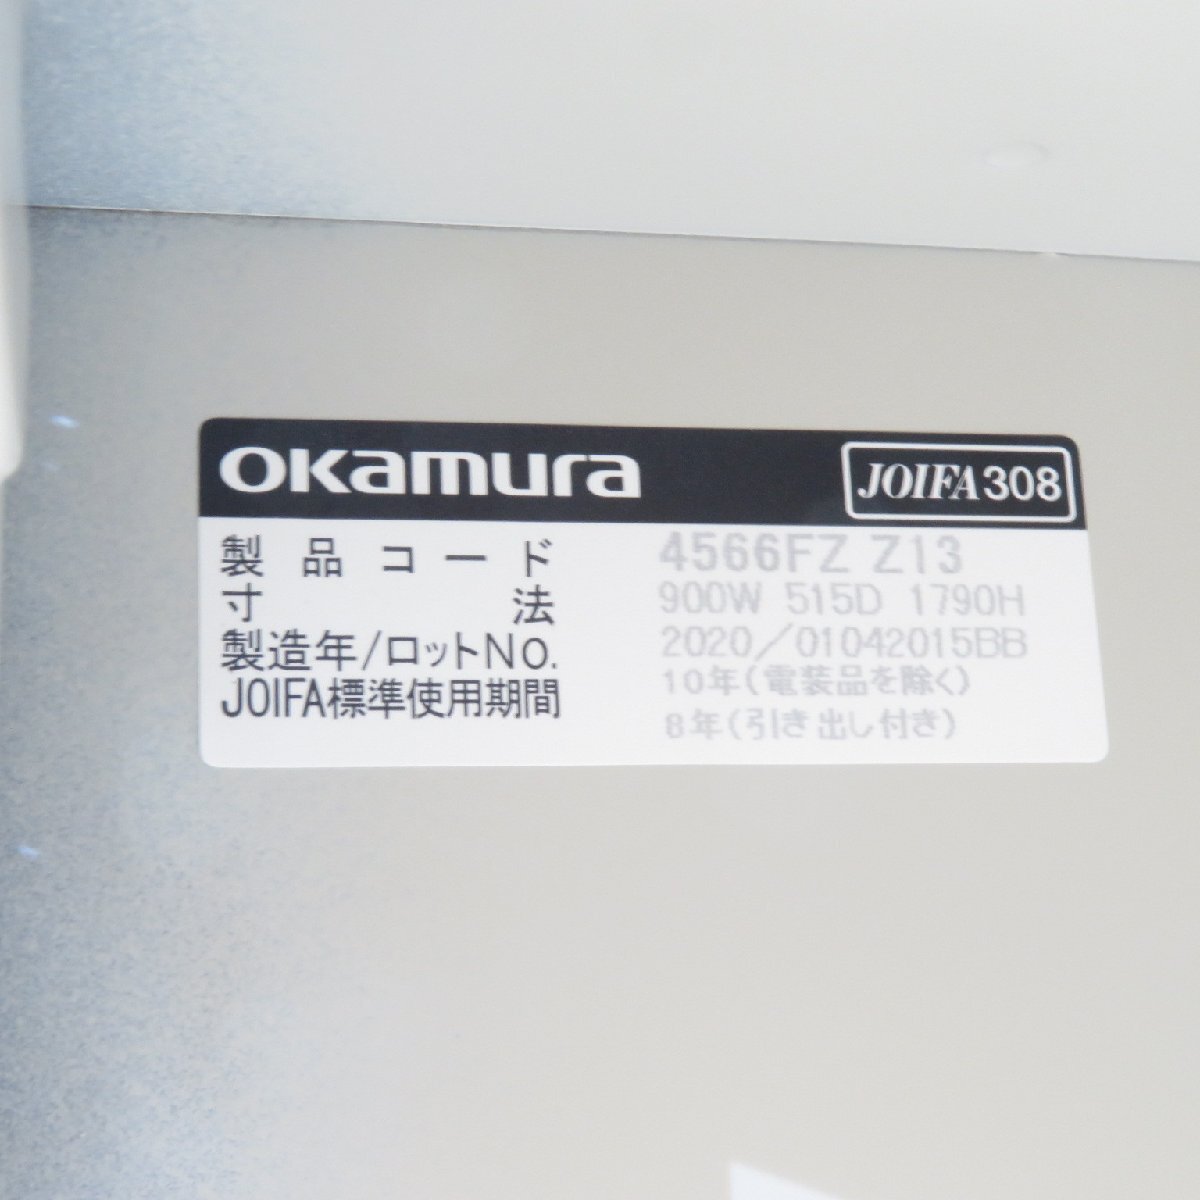 okamura JOIFA308
製品コード 4566FZ Z13
寸法 900W 515D 1790H
製造年/ロットNo. 2020/01042015BB
JOIFA標準使用期間 10年(電装品を除く)
8年(引き出し付き)